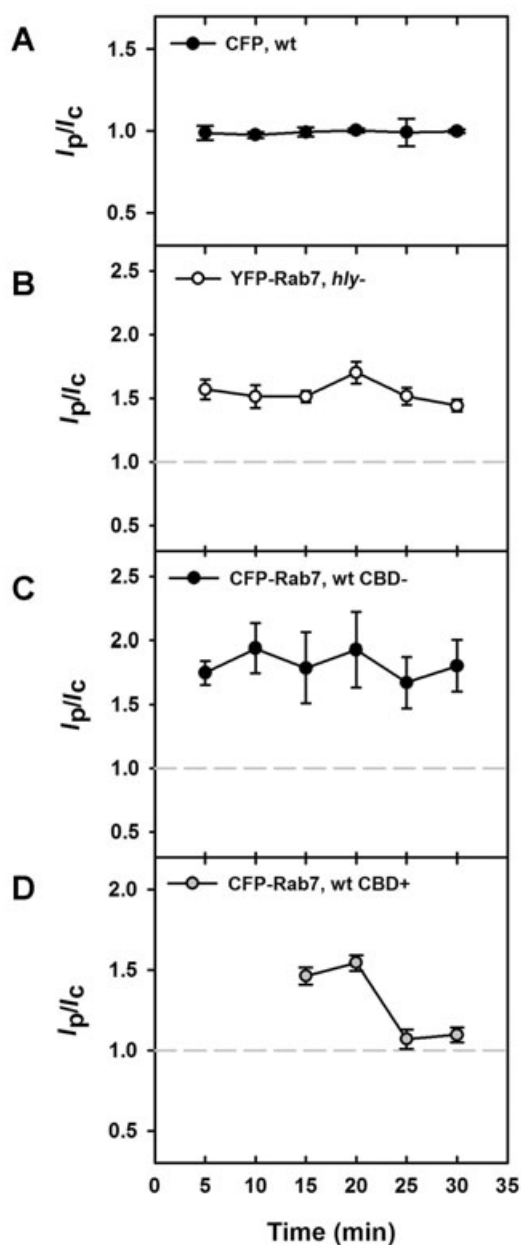 A
CFP, wt
1.5
1.0
0.5
Ip/Ic
B
YFP-Rab7, hly-
2.5
2.0
1.5
1.0
0.5
Ip/Ic
C
CFP-Rab7, wt CBD-
2.5
2.0
1.5
1.0
0.5
Ip/Ic
D
CFP-Rab7, wt CBD+
2.0
1.5
1.0
0.5
Ip/Ic
0 5 10 15 20 25 30 35
Time (min)